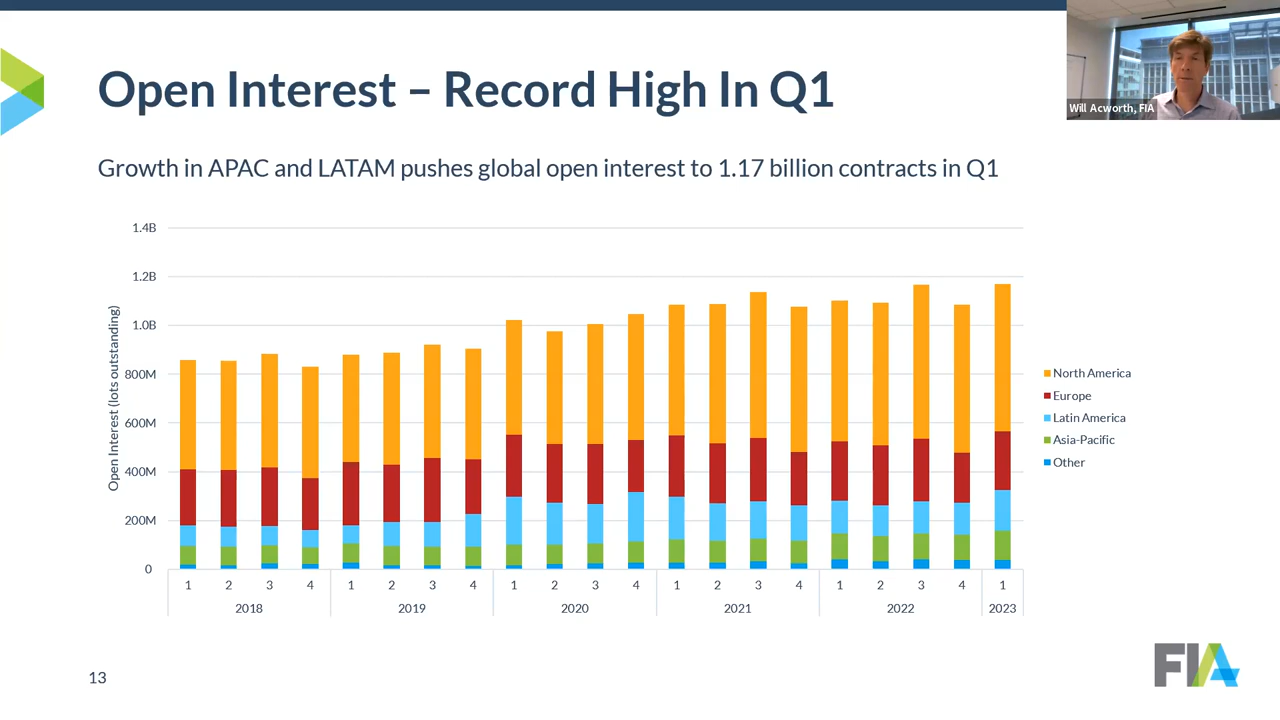 Open Interest – Record High In Q1
Will Acworth, FIA
Growth in APAC and LATAM pushes global open interest to 1.17 billion contracts in Q1
Open Interest (lots outstanding)
1.4B
1.2B
1.0B
800M
600M
400M
200M
0
North America
Europe
Latin America
Asia-Pacific
Other
1 2 3 4 1 2 3 4 1 2 3 4 1 2 3 4 1 2 3 4 1
2018 2019 2020 2021 2022 2023
13
FIA